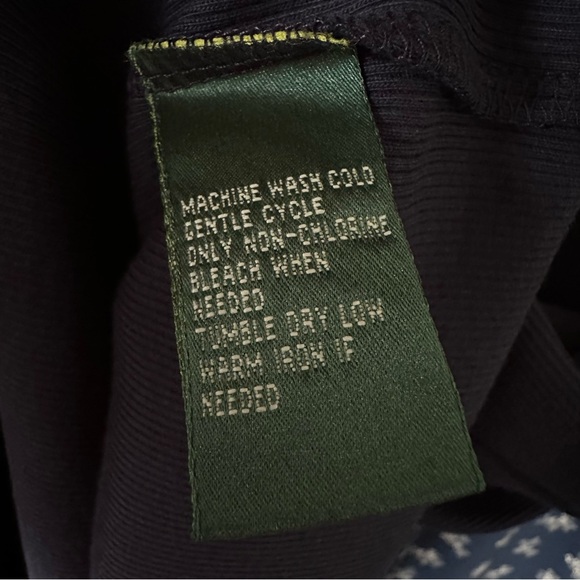 MACHINE WASH COLD
GENTLE CYCLE
ONLY NON-CHLORINE
BLEACH WHEN
NEEDED
TUMBLE DRY LOW
WARM IRON IF
NEEDED